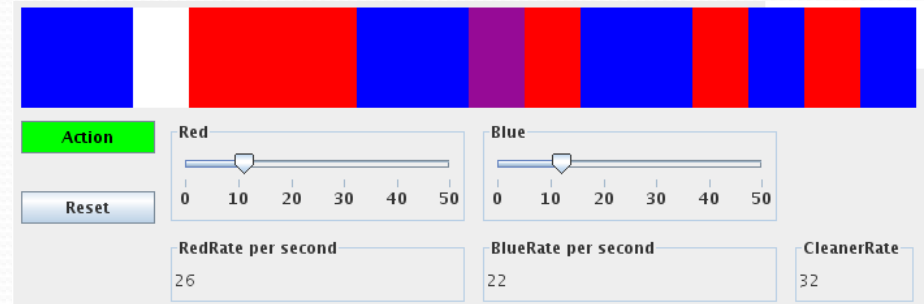 Action
Red
Blue
0 10 20 30 40 50
0 10 20 30 40 50
Reset
RedRate per second
BlueRate per second
CleanerRate
26
22
32